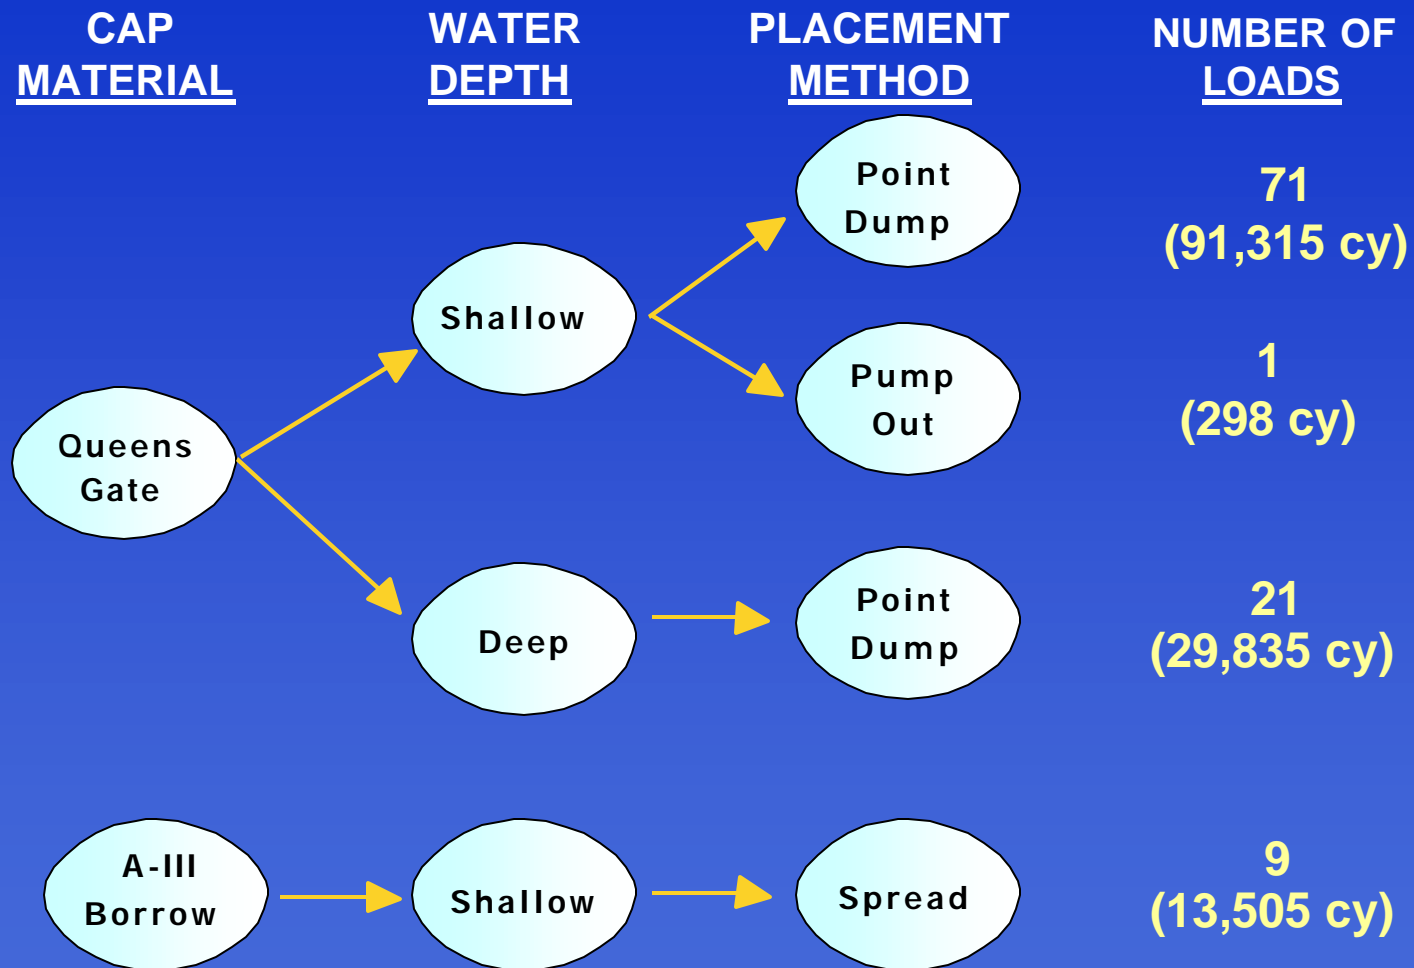 CAP
MATERIAL
WATER
DEPTH
PLACEMENT
METHOD
NUMBER OF
LOADS
Point
Dump
71
(91,315 cy)
Shallow
Pump
Out
1
(298 cy)
Queens
Gate
Deep
Point
Dump
21
(29,835 cy)
A-III
Borrow
Shallow
Spread
9
(13,505 cy)